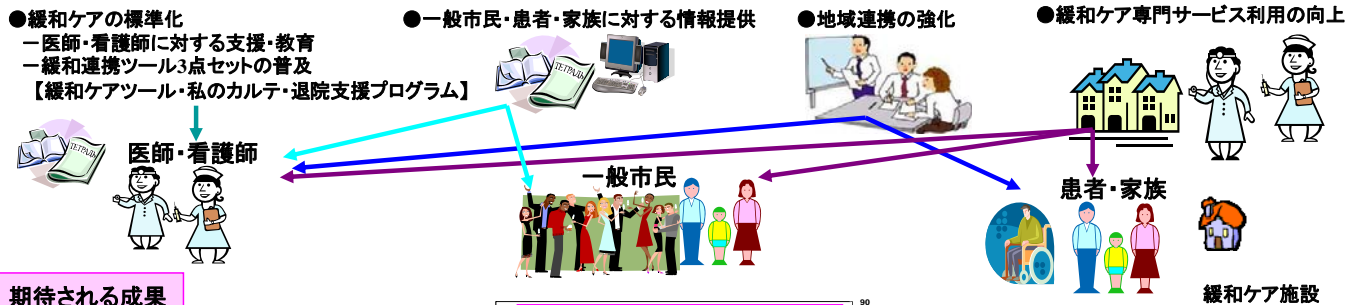 ●緩和ケアの標準化
－医師・看護師に対する支援・教育
－緩和連携ツール3点セットの普及
【緩和ケアツール・私のカルテ・退院支援プログラム】
●一般市民・患者・家族に対する情報提供
●地域連携の強化
●緩和ケア専門サービス利用の向上
ТЕТРАДЬ
ТЕТРАДЬ
医師・看護師
一般市民
患者・家族
緩和ケア施設
期待される成果
90